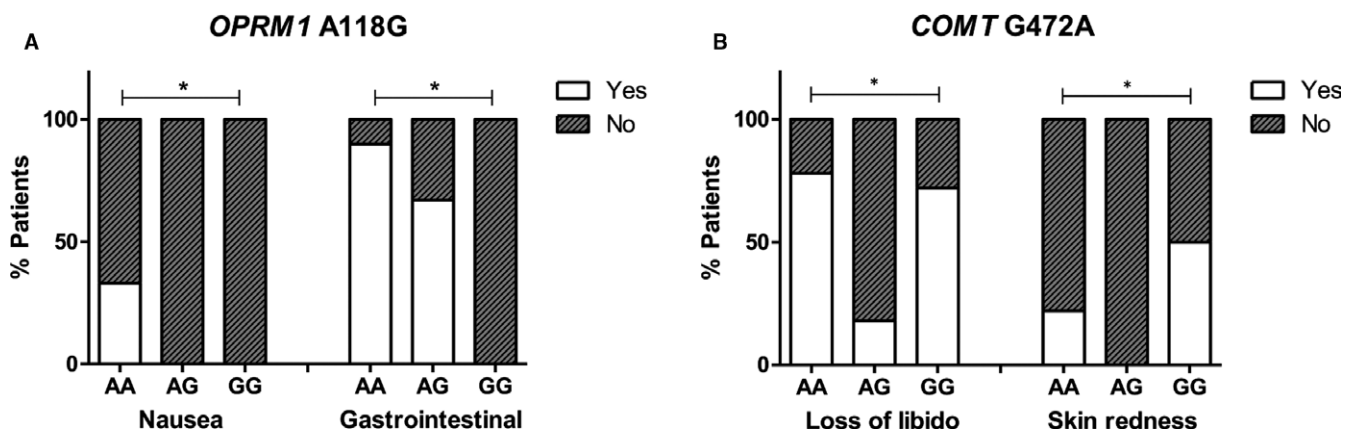 A
OPRM1 A118G
*
*
Yes
No
% Patients
100
50
0
AA AG GG AA AG GG
Nausea Gastrointestinal
B
COMT G472A
*
*
Yes
No
% Patients
100
50
0
AA AG GG AA AG GG
Loss of libido Skin redness